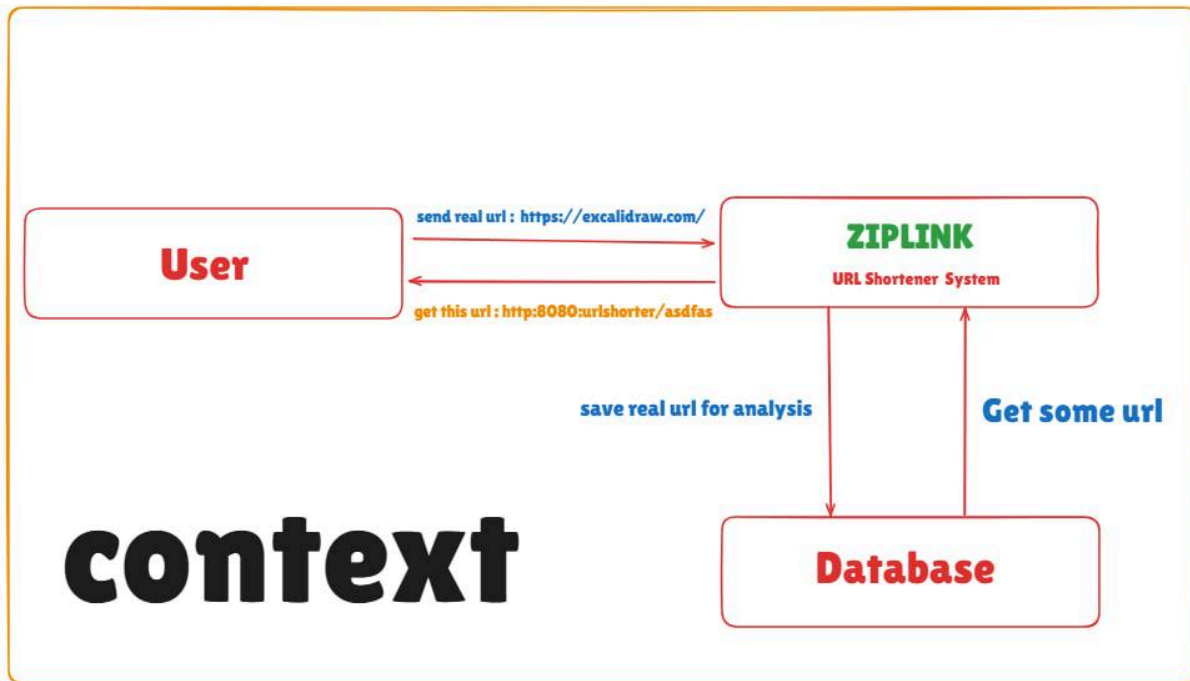 send real url : https://excalidraw.com/
User
ZIPLINK
URL Shortener System
get this url : http:8080:urlshorter/asdfas
save real url for analysis
Get some url
context
Database